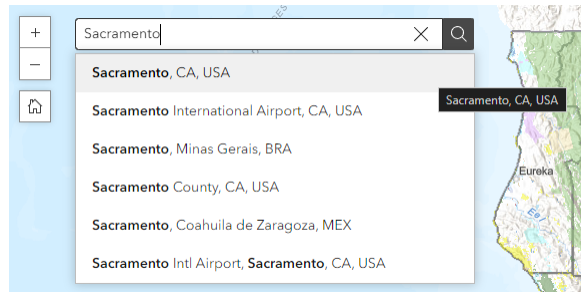 Sacramento
Sacramento, CA, USA
Sacramento, CA, USA
Sacramento International Airport, CA, USA
Sacramento, Minas Gerais, BRA
Sacramento County, CA, USA
Sacramento, Coahuila de Zaragoza, MEX
Sacramento Intl Airport, Sacramento, CA, USA
Eureka
Eel